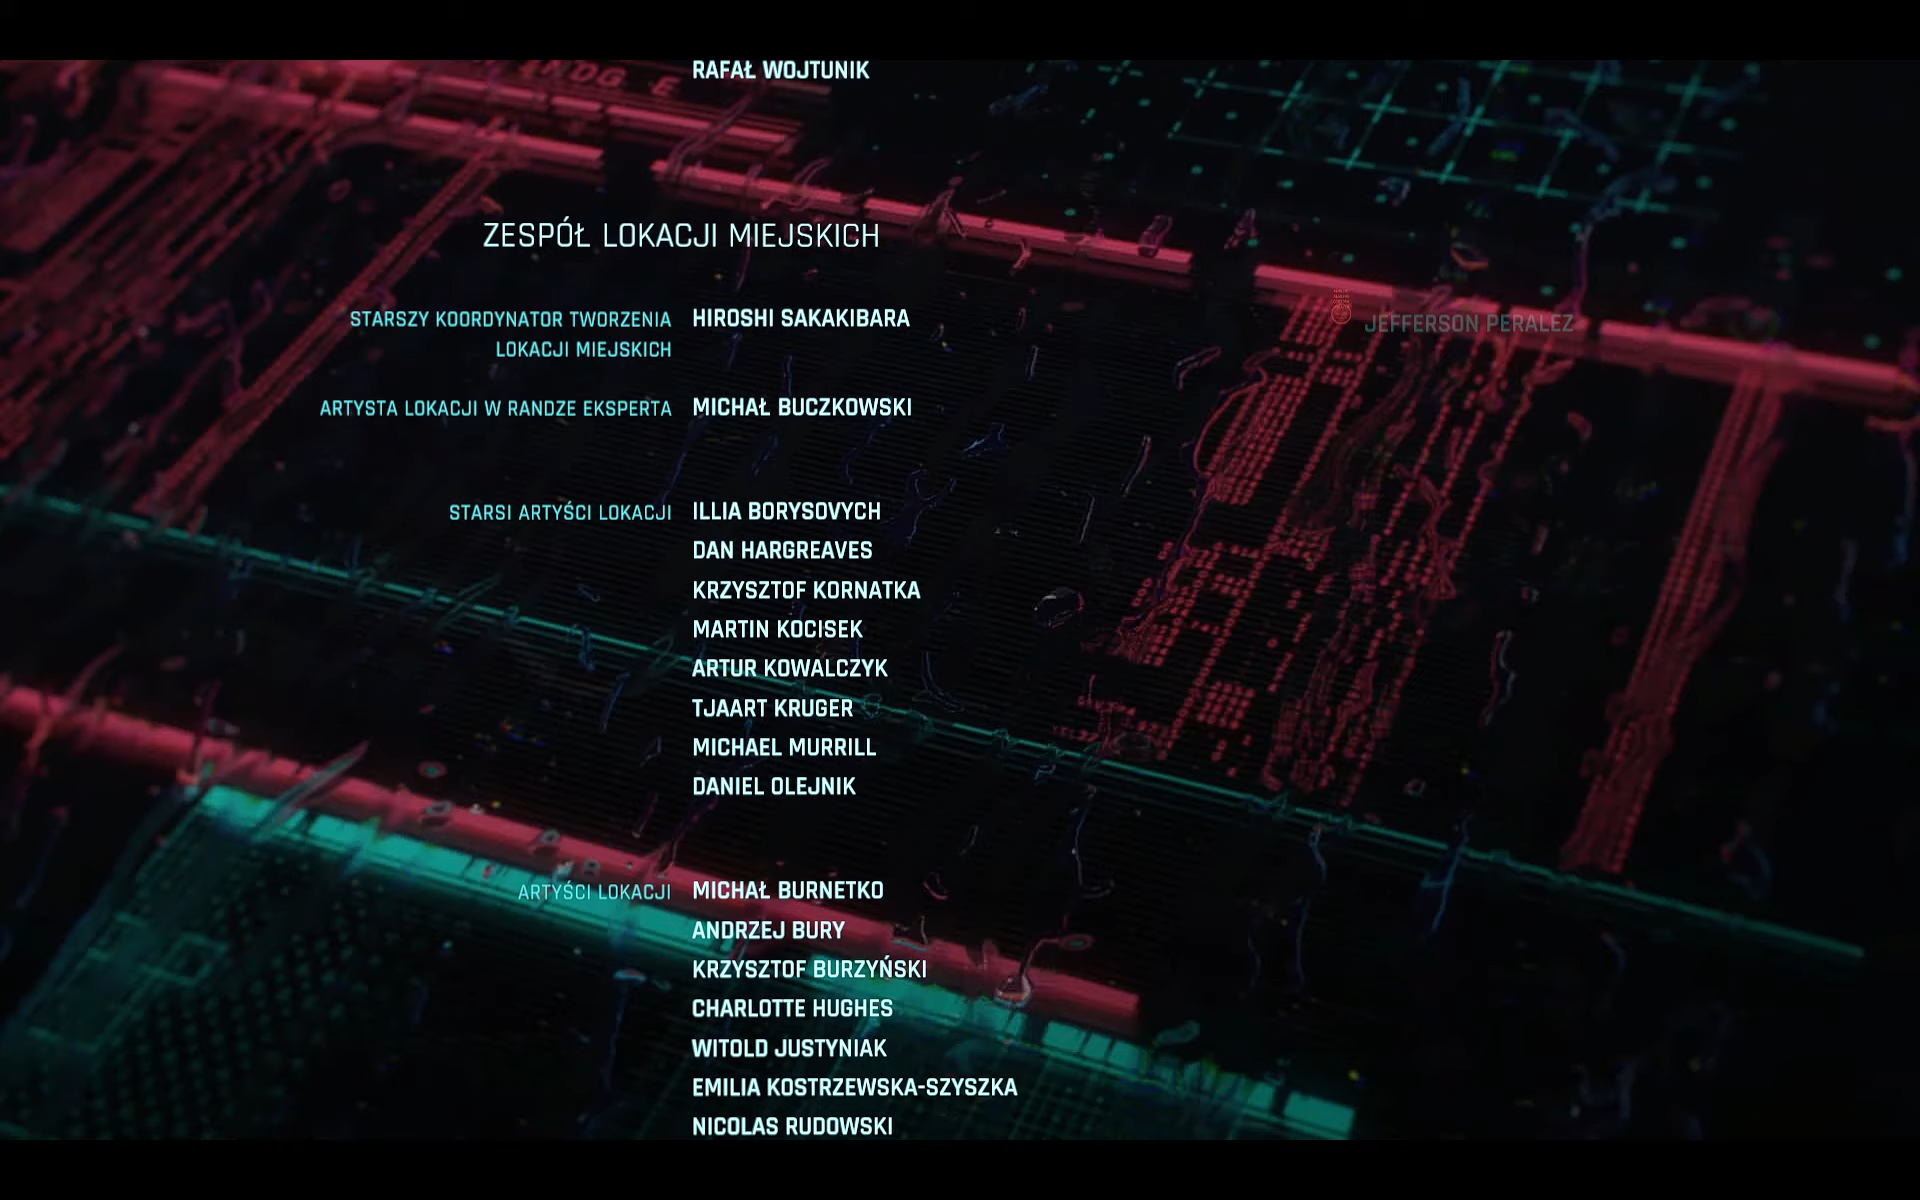 RAFAŁ WOJTUNIK
ZESPÓŁ LOKACJI MIEJSKICH
STARSZY KOORDYNATOR TWORZENIA LOKACJI MIEJSKICH
HIROSHI SAKAKIBARA
JEFFERSON PERALEZ
ARTYSTA LOKACJI W RANDZE EKSPERTA
MICHAŁ BUCZKOWSKI
STARSI ARTYŚCI LOKACJI
ILLIA BORYSOVYCH
DAN HARGREAVES
KRZYSZTOF KORNATKA
MARTIN KOCISEK
ARTUR KOWALCZYK
TJAART KRUGER
MICHAEL MURRILL
DANIEL OLEJNIK
ARTYŚCI LOKACJI
MICHAŁ BURNETKO
ANDRZEJ BURY
KRZYSZTOF BURZYŃSKI
CHARLOTTE HUGHES
WITOLD JUSTYNIAK
EMILIA KOSTRZEWSKA-SZYSZKA
NICOLAS RUDOWSKI